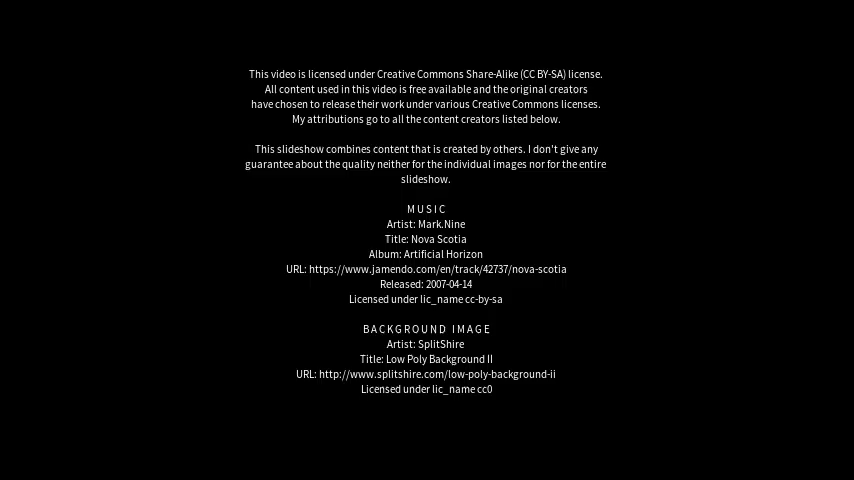 This video is licensed under Creative Commons Share-Alike (CC BY-SA) license.
All content used in this video is free available and the original creators
have chosen to release their work under various Creative Commons licenses.
My attributions go to all the content creators listed below.
This slideshow combines content that is created by others. I don't give any
guarantee about the quality neither for the individual images nor for the entire
slideshow.
MUSIC
Artist: Mark.Nine
Title: Nova Scotia
Album: Artificial Horizon
URL: https://www.jamendo.com/en/track/42737/nova-scotia
Released: 2007-04-14
Licensed under lic_name cc-by-sa
BACKGROUND IMAGE
Artist: SplitShire
Title: Low Poly Background II
URL: http://www.splitshire.com/low-poly-background-ii
Licensed under lic_name cc0